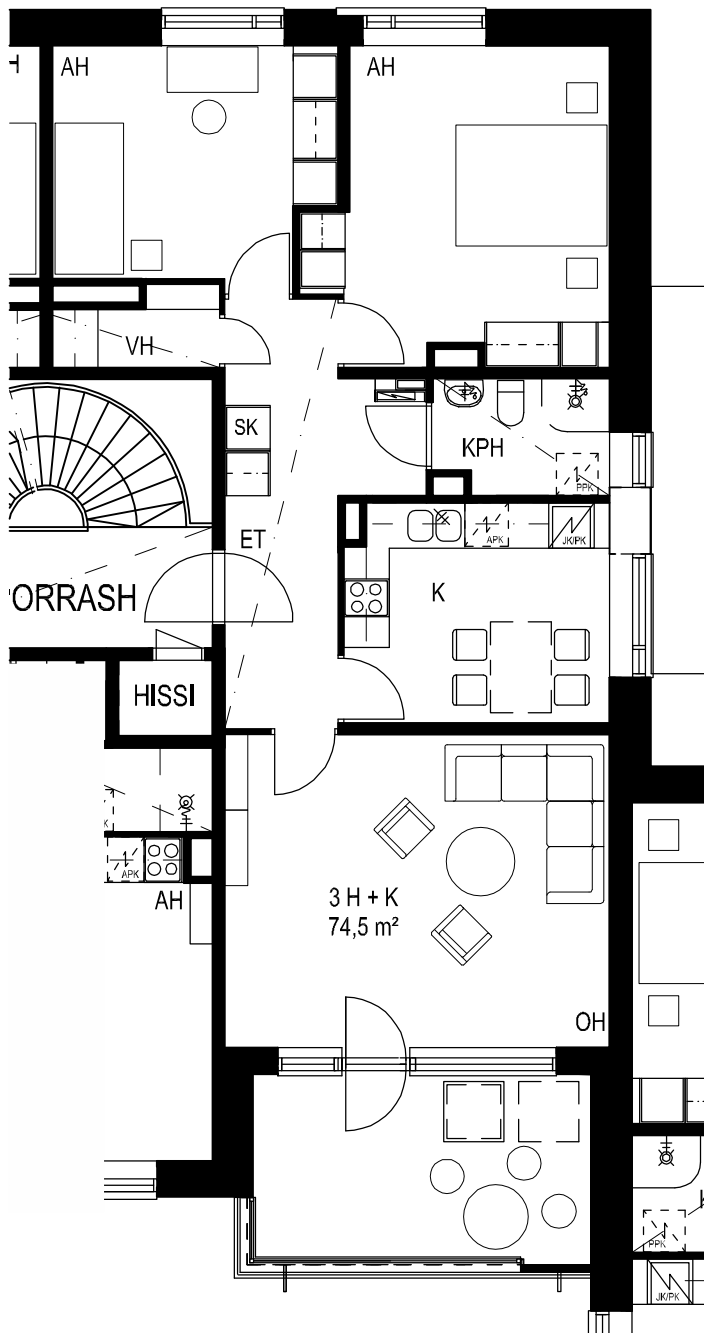 AH
AH
VH
SK
KPH
PPK
ET
APK
JK/PK
K
ORRASH
HISSI
APK
AH
3 H + K
74,5 m²
OH
PPK
JK/PK